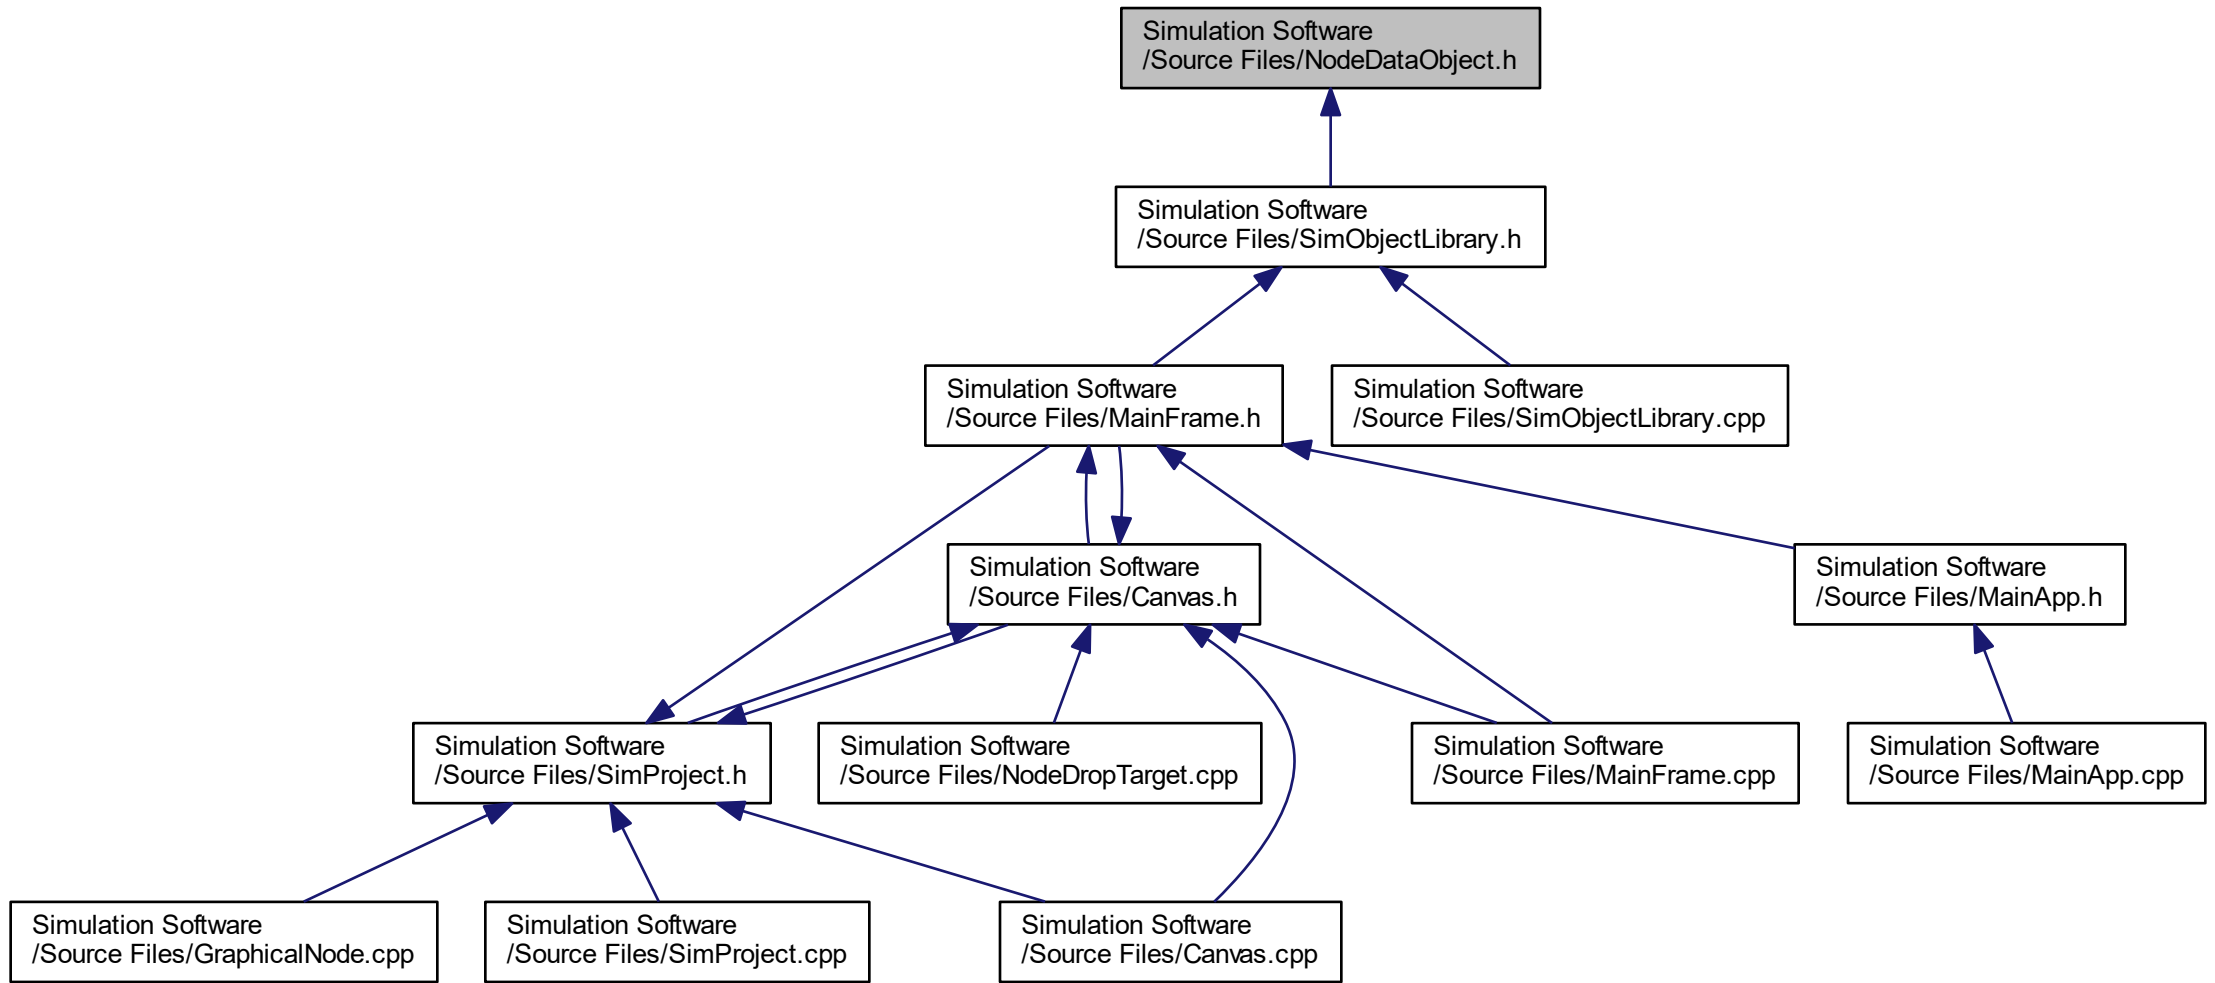 Simulation Software
/Source Files/NodeDataObject.h
Simulation Software
/Source Files/SimObjectLibrary.h
Simulation Software
/Source Files/MainFrame.h
Simulation Software
/Source Files/SimObjectLibrary.cpp
Simulation Software
/Source Files/Canvas.h
Simulation Software
/Source Files/MainApp.h
Simulation Software
/Source Files/SimProject.h
Simulation Software
/Source Files/NodeDropTarget.cpp
Simulation Software
/Source Files/MainFrame.cpp
Simulation Software
/Source Files/MainApp.cpp
Simulation Software
/Source Files/GraphicalNode.cpp
Simulation Software
/Source Files/SimProject.cpp
Simulation Software
/Source Files/Canvas.cpp